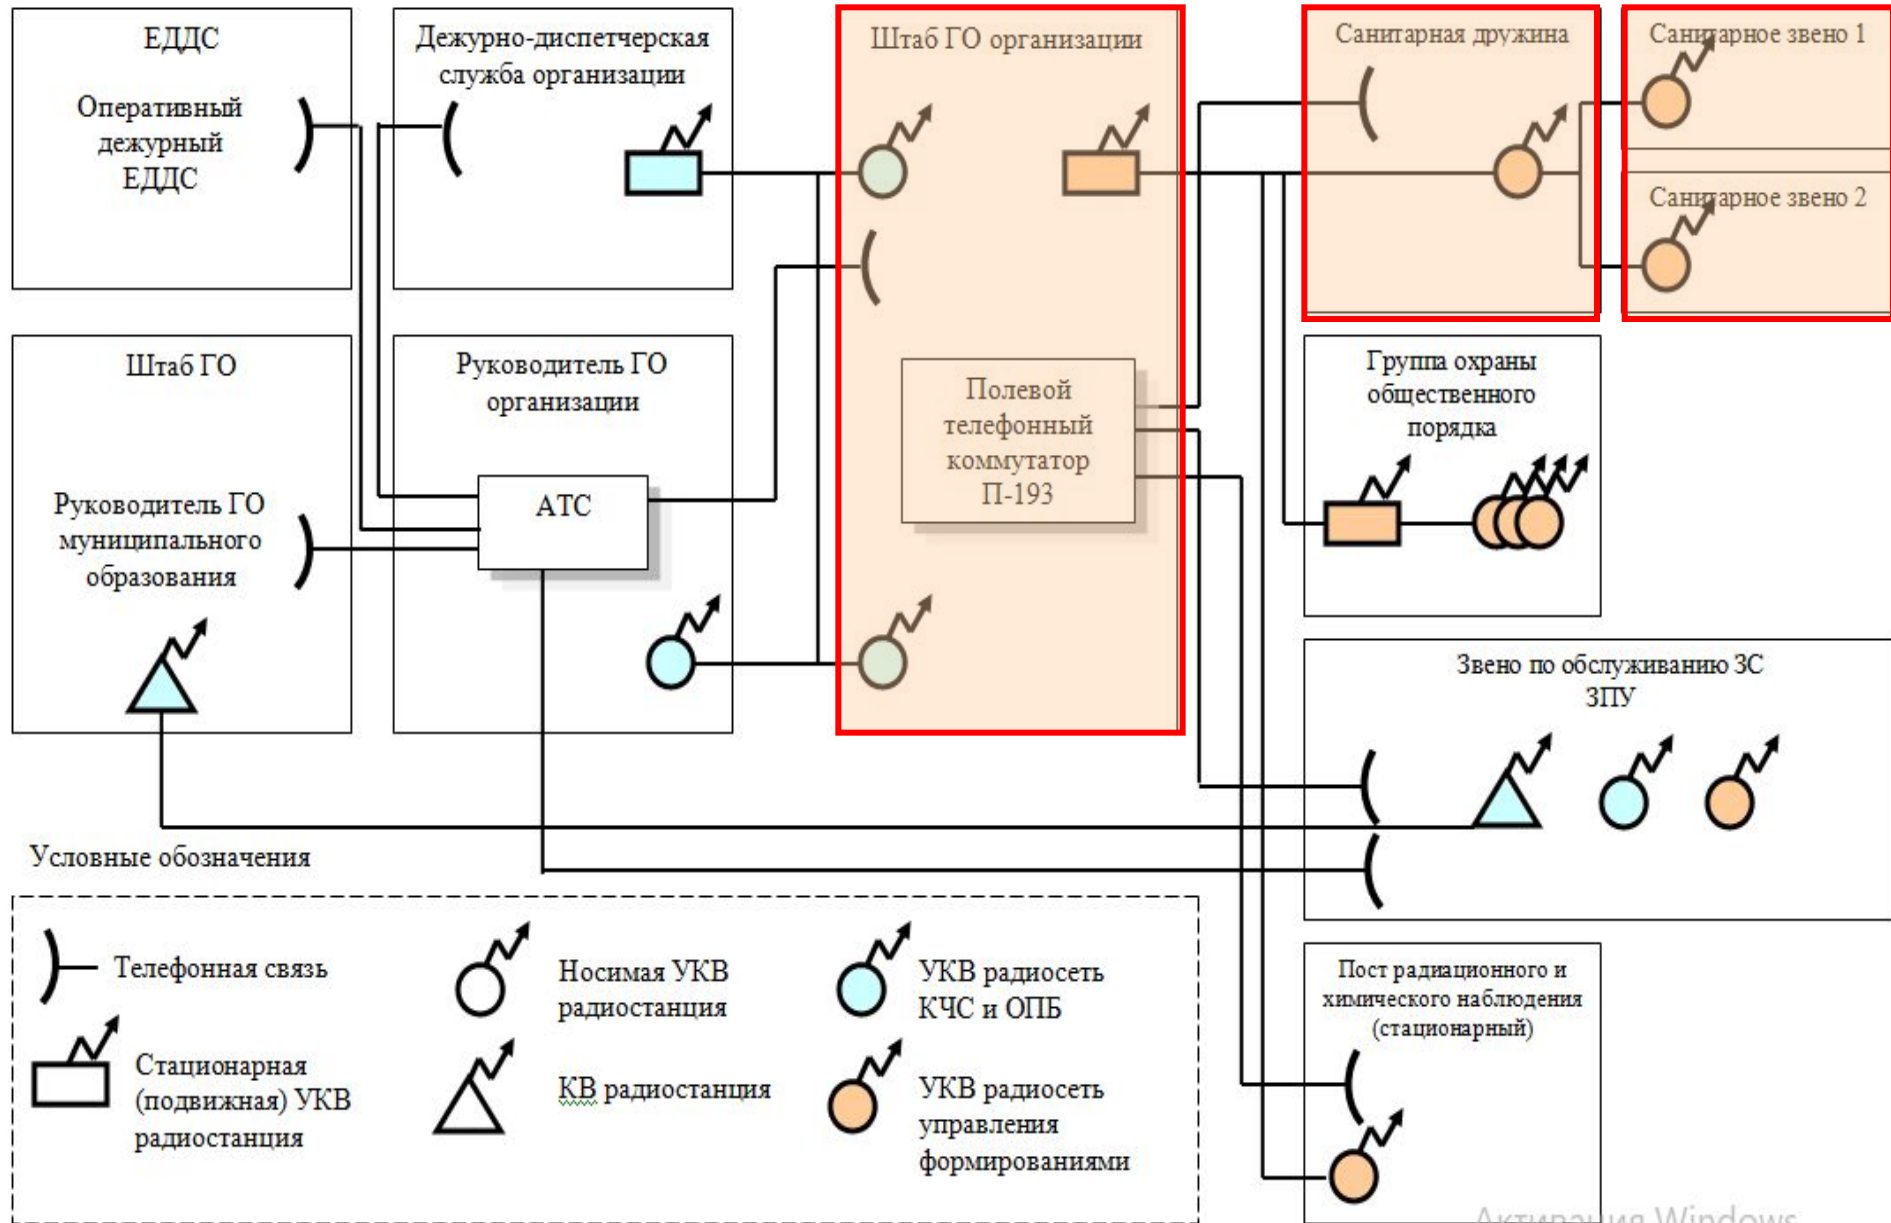 ЕДДС
Оперативный
дежурный
ЕДДС
Дежурно-диспетчерская
служба организации
Штаб ГО организации
Санитарная дружина
Санитарное звено 1
Санитарное звено 2
Штаб ГО
Руководитель ГО
муниципального
образования
Руководитель ГО
организации
АТС
Полевой
телефонный
коммутатор
П-193
Группа охраны
общественного
порядка
Звено по обслуживанию ЗС
ЗПУ
Условные обозначения
Телефонная связь
Носимая УКВ
радиостанция
УКВ радиосеть
КЧС и ОПБ
Стационарная
(подвижная) УКВ
радиостанция
КВ радиостанция
УКВ радиосеть
управления
формированиями
Пост радиационного и
химического наблюдения
(стационарный)
Активация Windows